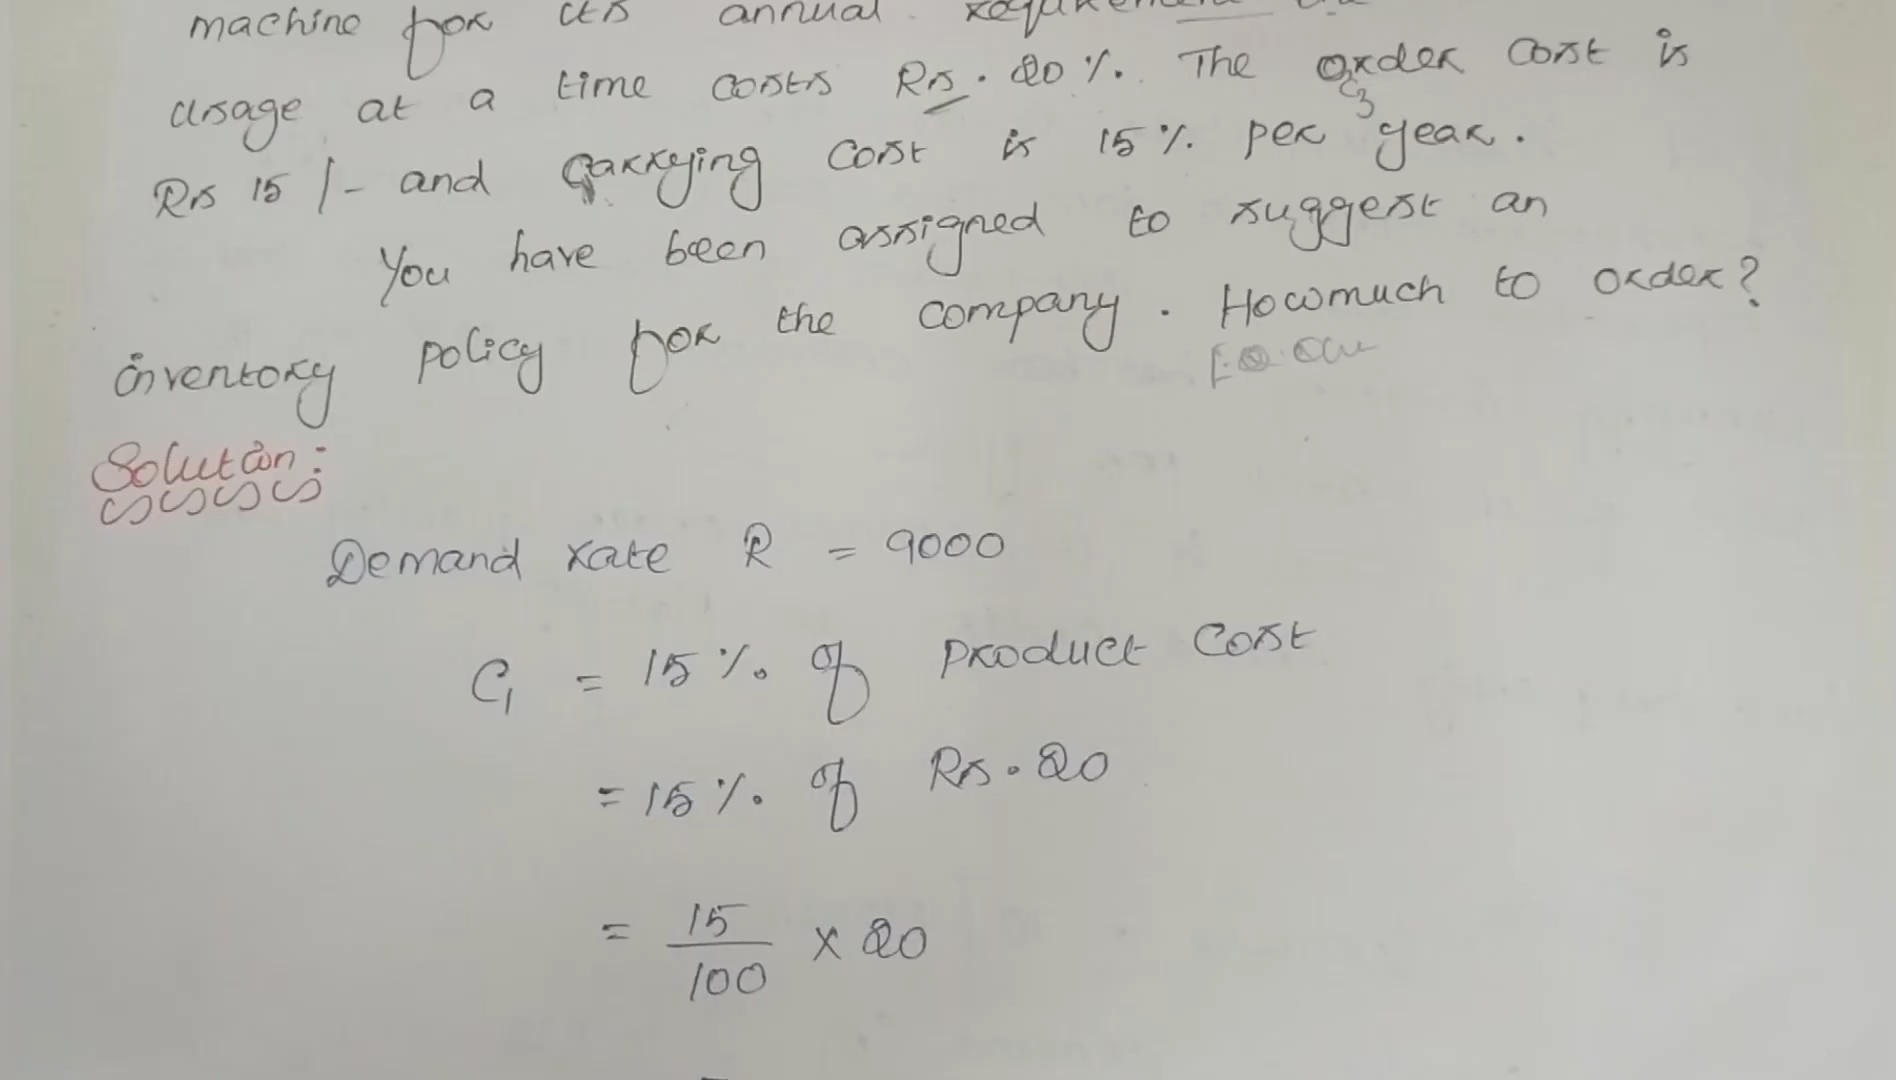 machine for its annual
usage at a time costs Rs. 20 %. The order cost is
C3
Rs 15 /- and carrying cost is 15 %. per year.
You have been assigned to suggest an
inventory policy for the company. Howmuch to order?
Solution:
Demand rate R = 9000
C1 = 15 %. of Product cost
= 15 %. of Rs. 20
= 15/100 x 20